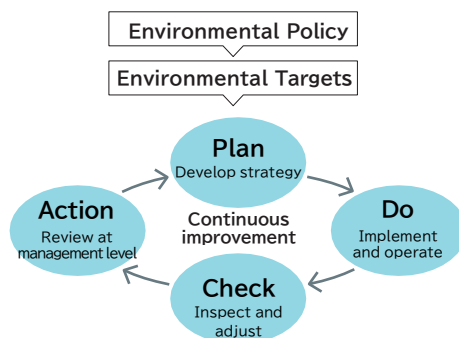 Environmental Policy
Environmental Targets
Plan
Develop strategy
Action
Review at
management level
Continuous
improvement
Do
Implement
and operate
Check
Inspect and
adjust